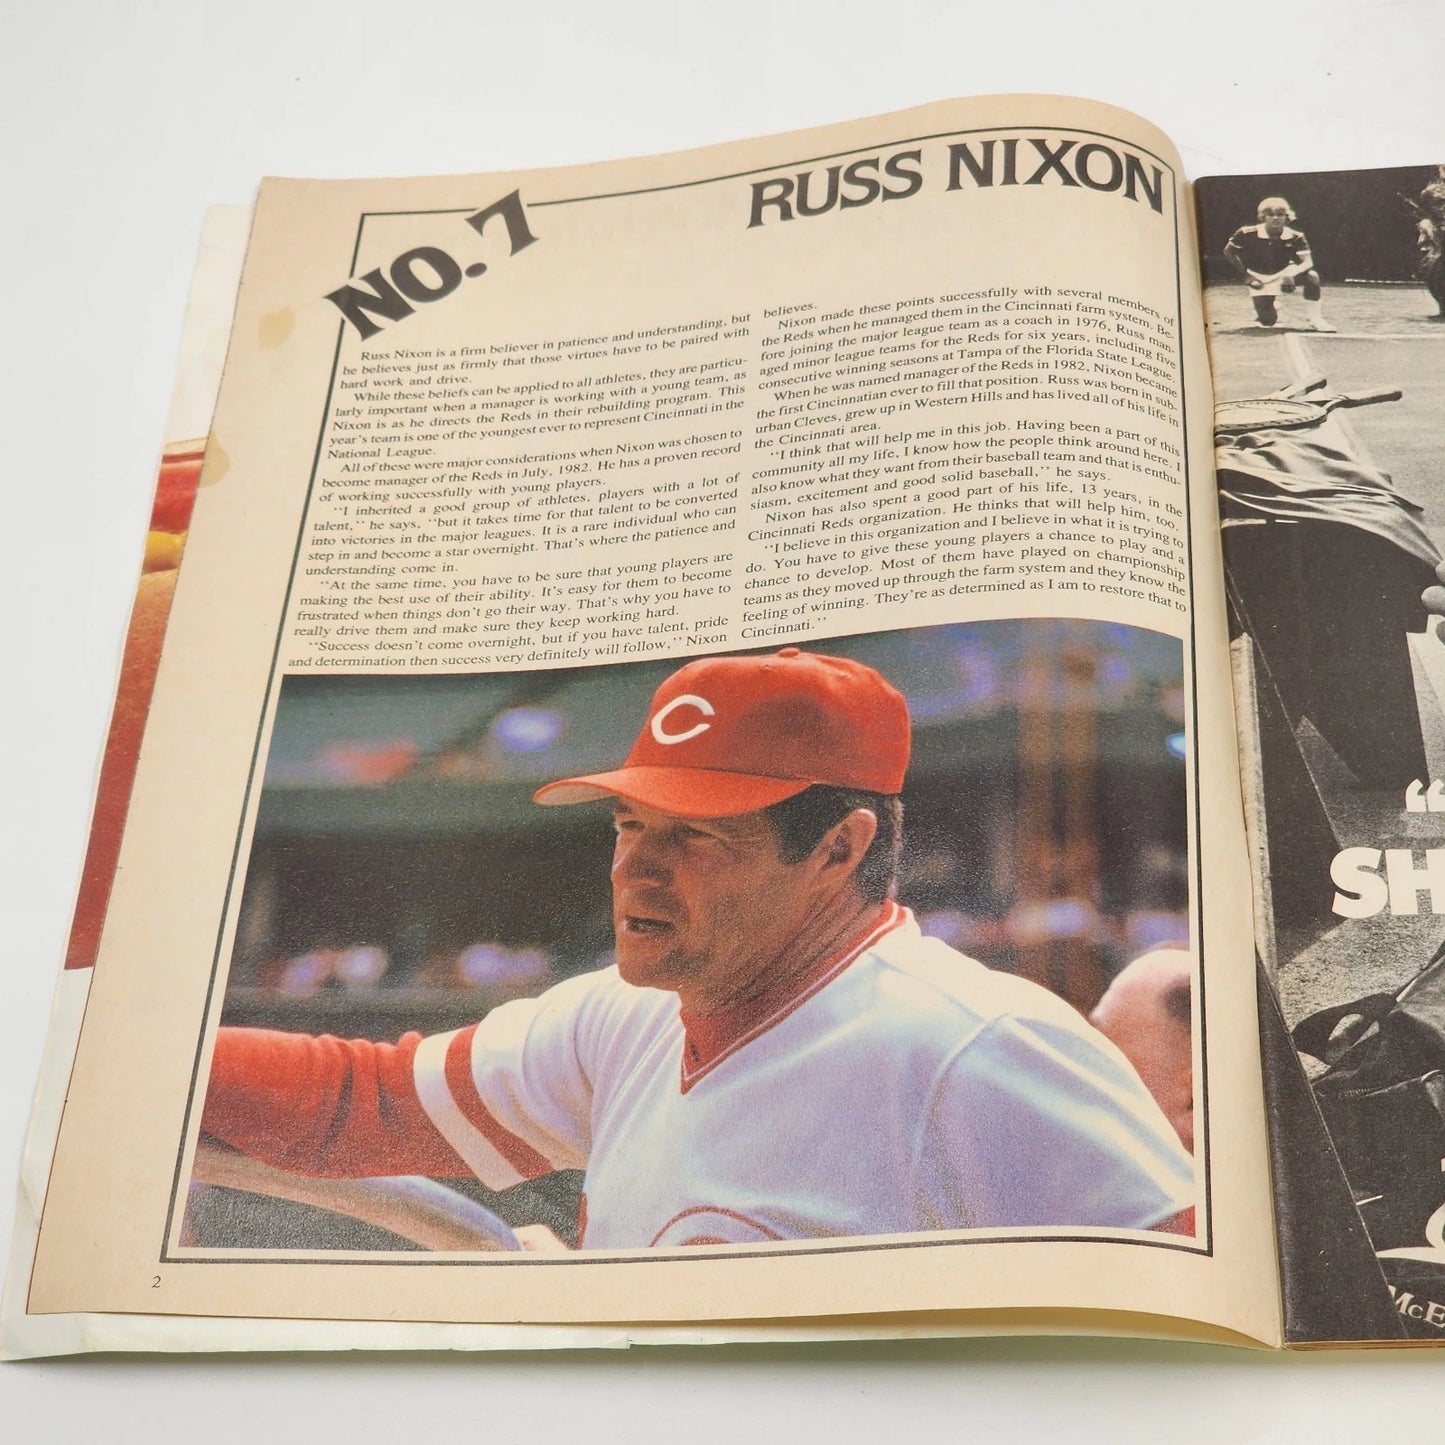 NO. 7
RUSS NIXON
Russ Nixon is a firm believer in patience and understanding, but
he believes just as firmly that those virtues have to be paired with
hard work and drive.
While these beliefs can be applied to all athletes, they are particu-
larly important when a manager is working with a young team, as
Nixon is as he directs the Reds in their rebuilding program. This
year's team is one of the youngest ever to represent Cincinnati in the
National League.
All of these were major considerations when Nixon was chosen to
become manager of the Reds in July, 1982. He has a proven record
of working successfully with young players.
"I inherited a good group of athletes, players with a lot of
talent," he says, "but it takes time for that talent to be converted
into victories in the major leagues. It is a rare individual who can
step in and become a star overnight. That's where the patience and
understanding come in.
"At the same time, you have to be sure that young players are
making the best use of their ability. It's easy for them to become
frustrated when things don't go their way. That's why you have to
really drive them and make sure they keep working hard.
"Success doesn't come overnight, but if you have talent, pride
and determination then success very definitely will follow," Nixon
believes.
Nixon made these points successfully with several members of
the Reds when he managed them in the Cincinnati farm system. Be-
fore joining the major league team as a coach in 1976, Russ man-
aged minor league teams for the Reds for six years, including five
consecutive winning seasons at Tampa of the Florida State League.
When he was named manager of the Reds in 1982, Nixon became
the first Cincinnatian ever to fill that position. Russ was born in sub-
urban Cleves, grew up in Western Hills and has lived all of his life in
the Cincinnati area.
"I think that will help me in this job. Having been a part of this
community all my life, I know how the people think around here. I
also know what they want from their baseball team and that is enthu-
siasm, excitement and good solid baseball," he says.
Nixon has also spent a good part of his life, 13 years, in the
Cincinnati Reds organization. He thinks that will help him, too.
"I believe in this organization and I believe in what it is trying to
do. You have to give these young players a chance to play and a
chance to develop. Most of them have played on championship
teams as they moved up through the farm system and they know the
feeling of winning. They're as determined as I am to restore that to
Cincinnati."
C
2
"
SH
McE